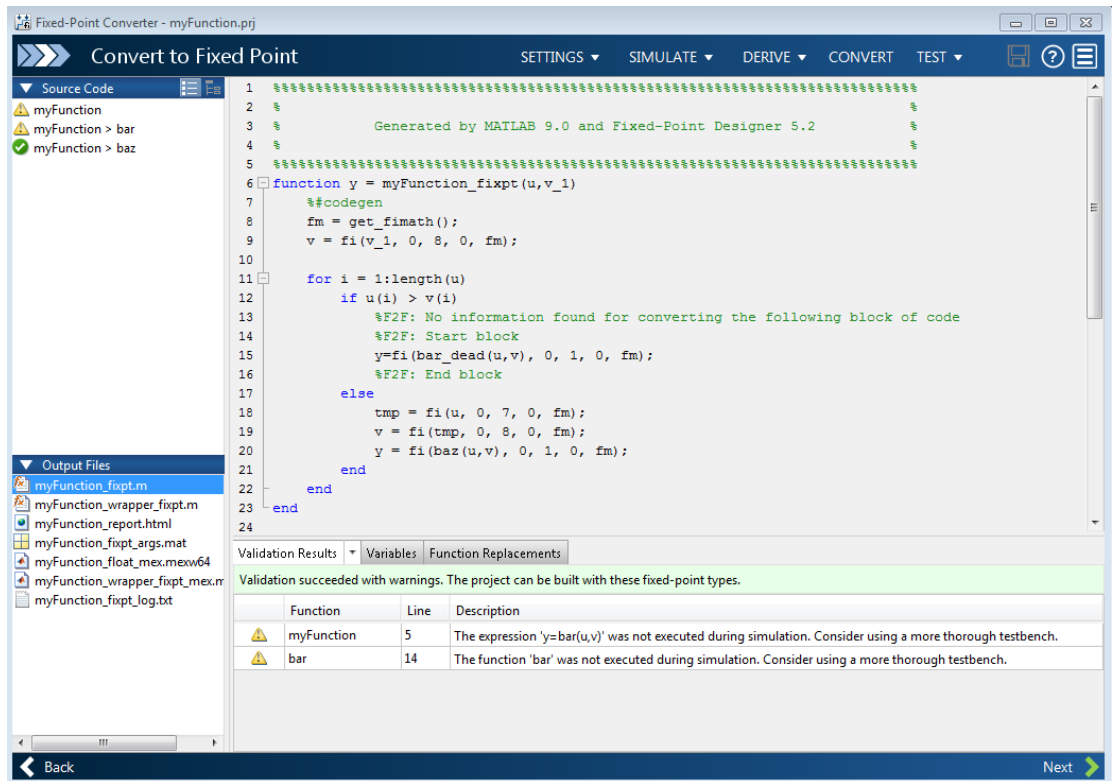 Fixed-Point Converter - myFunction.prj
Convert to Fixed Point
SETTINGS ▼ SIMULATE ▼ DERIVE ▼ CONVERT TEST ▼
▼ Source Code
myFunction
myFunction > bar
myFunction > baz
▼ Output Files
myFunction_fixpt.m
myFunction_wrapper_fixpt.m
myFunction_report.html
myFunction_fixpt_args.mat
myFunction_float_mex.mexw64
myFunction_wrapper_fixpt_mex.m
myFunction_fixpt_log.txt
1 %%%%%%%%%%%%%%%%%%%%%%%%%%%%%%%%%%%%%%%%%%%%%%%%%%%%%%%%%%%%%%%%%%%%%%%%%%%%
2 % %
3 % Generated by MATLAB 9.0 and Fixed-Point Designer 5.2 %
4 % %
5 %%%%%%%%%%%%%%%%%%%%%%%%%%%%%%%%%%%%%%%%%%%%%%%%%%%%%%%%%%%%%%%%%%%%%%%%%%%%
6 function y = myFunction_fixpt(u,v_1)
7 %#codegen
8 fm = get_fimath();
9 v = fi(v_1, 0, 8, 0, fm);
10
11 for i = 1:length(u)
12 if u(i) > v(i)
13 %F2F: No information found for converting the following block of code
14 %F2F: Start block
15 y=fi(bar_dead(u,v), 0, 1, 0, fm);
16 %F2F: End block
17 else
18 tmp = fi(u, 0, 7, 0, fm);
19 v = fi(tmp, 0, 8, 0, fm);
20 y = fi(baz(u,v), 0, 1, 0, fm);
21 end
22 end
23 end
24
Validation Results ▼ Variables Function Replacements
Validation succeeded with warnings. The project can be built with these fixed-point types.
Function Line Description
myFunction 5 The expression 'y=bar(u,v)' was not executed during simulation. Consider using a more thorough testbench.
bar 14 The function 'bar' was not executed during simulation. Consider using a more thorough testbench.
Back
Next